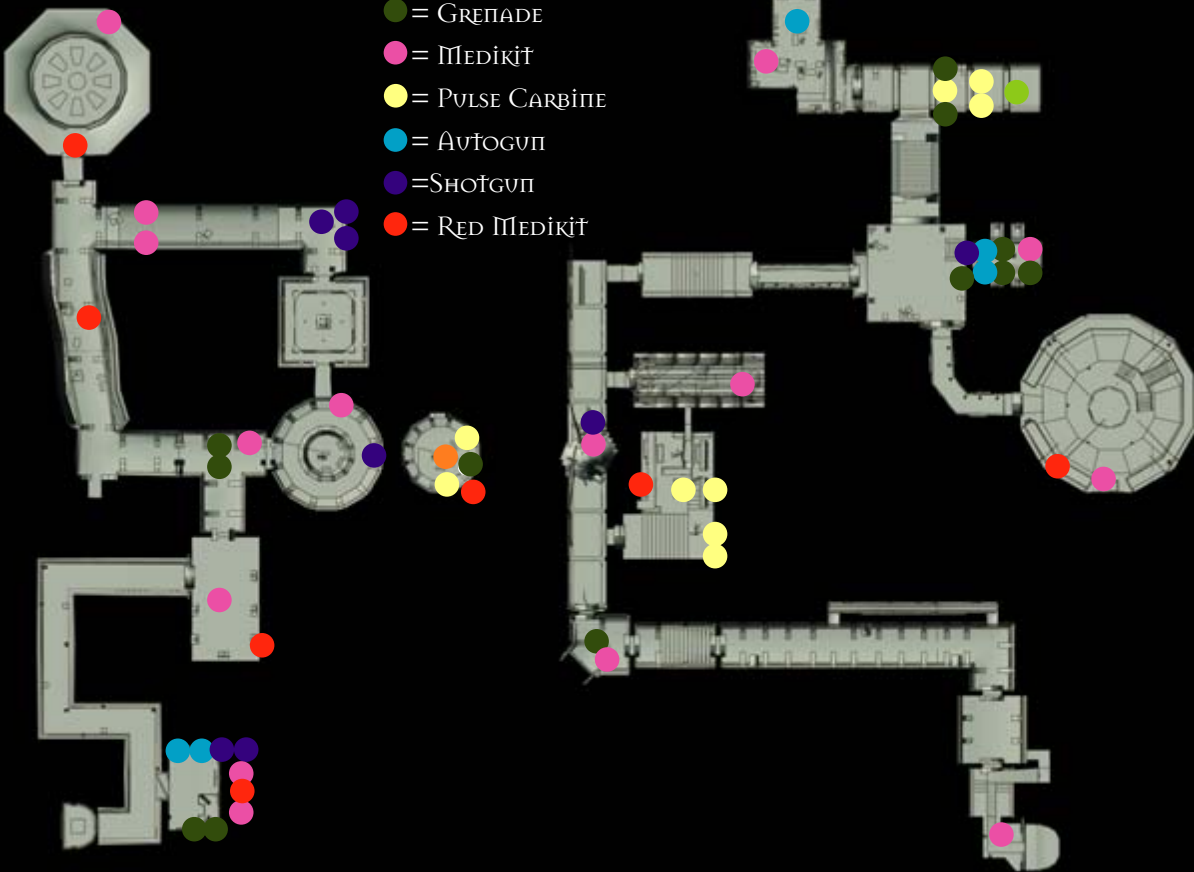 = Grenade
= Medikit
= Pulse Carbine
= Autogun
=Shotgun
= Red Medikit